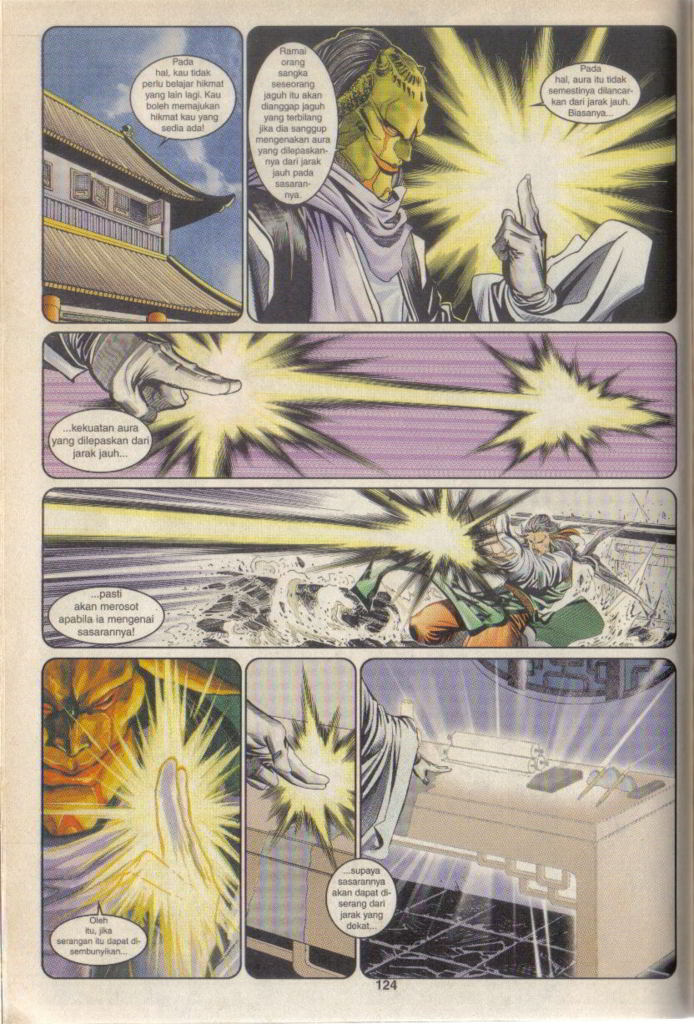 Pada
hal, kau tidak
perlu belajar hikmat
yang lain lagi. Kau
boleh memajukan
hikmat kau yang
sedia ada!
Ramai
orang
sangka
seseorang
jaguh itu akan
dianggap jaguh
yang terbilang
jika dia sanggup
mengenakan aura
yang dilepaskan-
nya dari jarak
jauh pada
sasaran-
nya.
Pada
hal, aura itu tidak
semestinya dilancar-
kan dari jarak jauh.
Biasanya...
...kekuatan aura
yang dilepaskan dari
jarak jauh...
...pasti
akan merosot
apabila ia mengenai
sasarannya!
Oleh
itu, jika
serangan itu dapat di-
sembunyikan...
...supaya
sasarannya
akan dapat di-
serang dari
jarak yang
dekat...
124